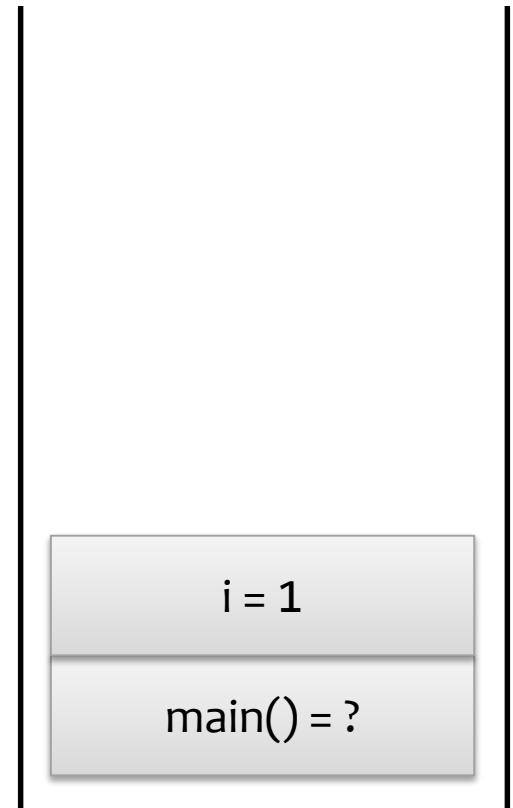 i = 1
main() = ?